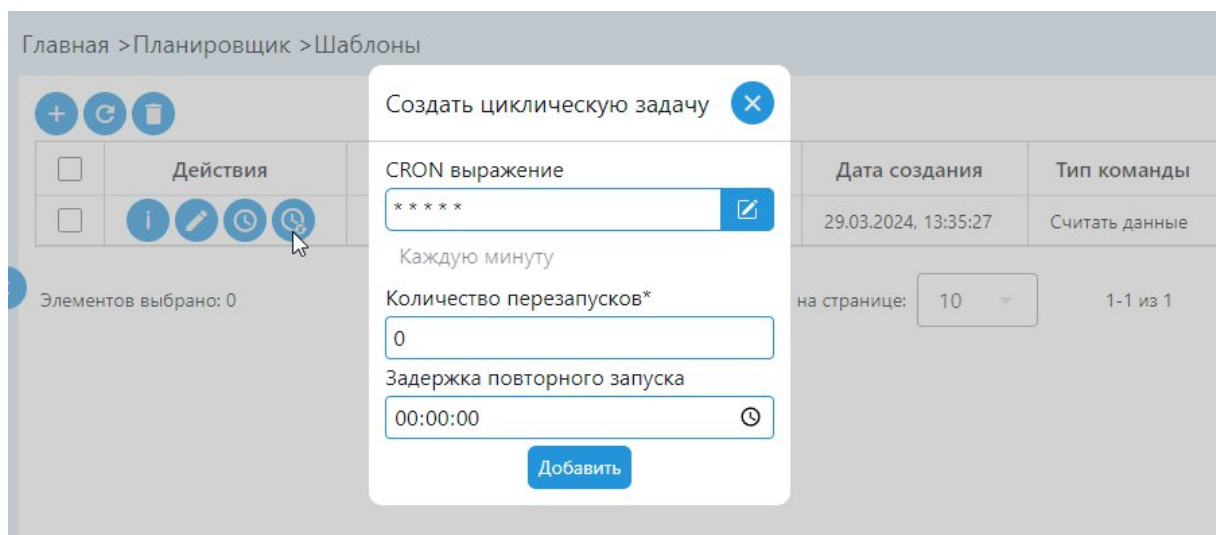 Главная >Планировщик >Шаблоны
Создать циклическую задачу
Действия
Дата создания
Тип команды
29.03.2024, 13:35:27
Считать данные
CRON выражение
* * * * *
Каждую минуту
Количество перезапусков*
0
Задержка повторного запуска
00:00:00
Добавить
Элементов выбрано: 0
на странице:
10
1-1 из 1